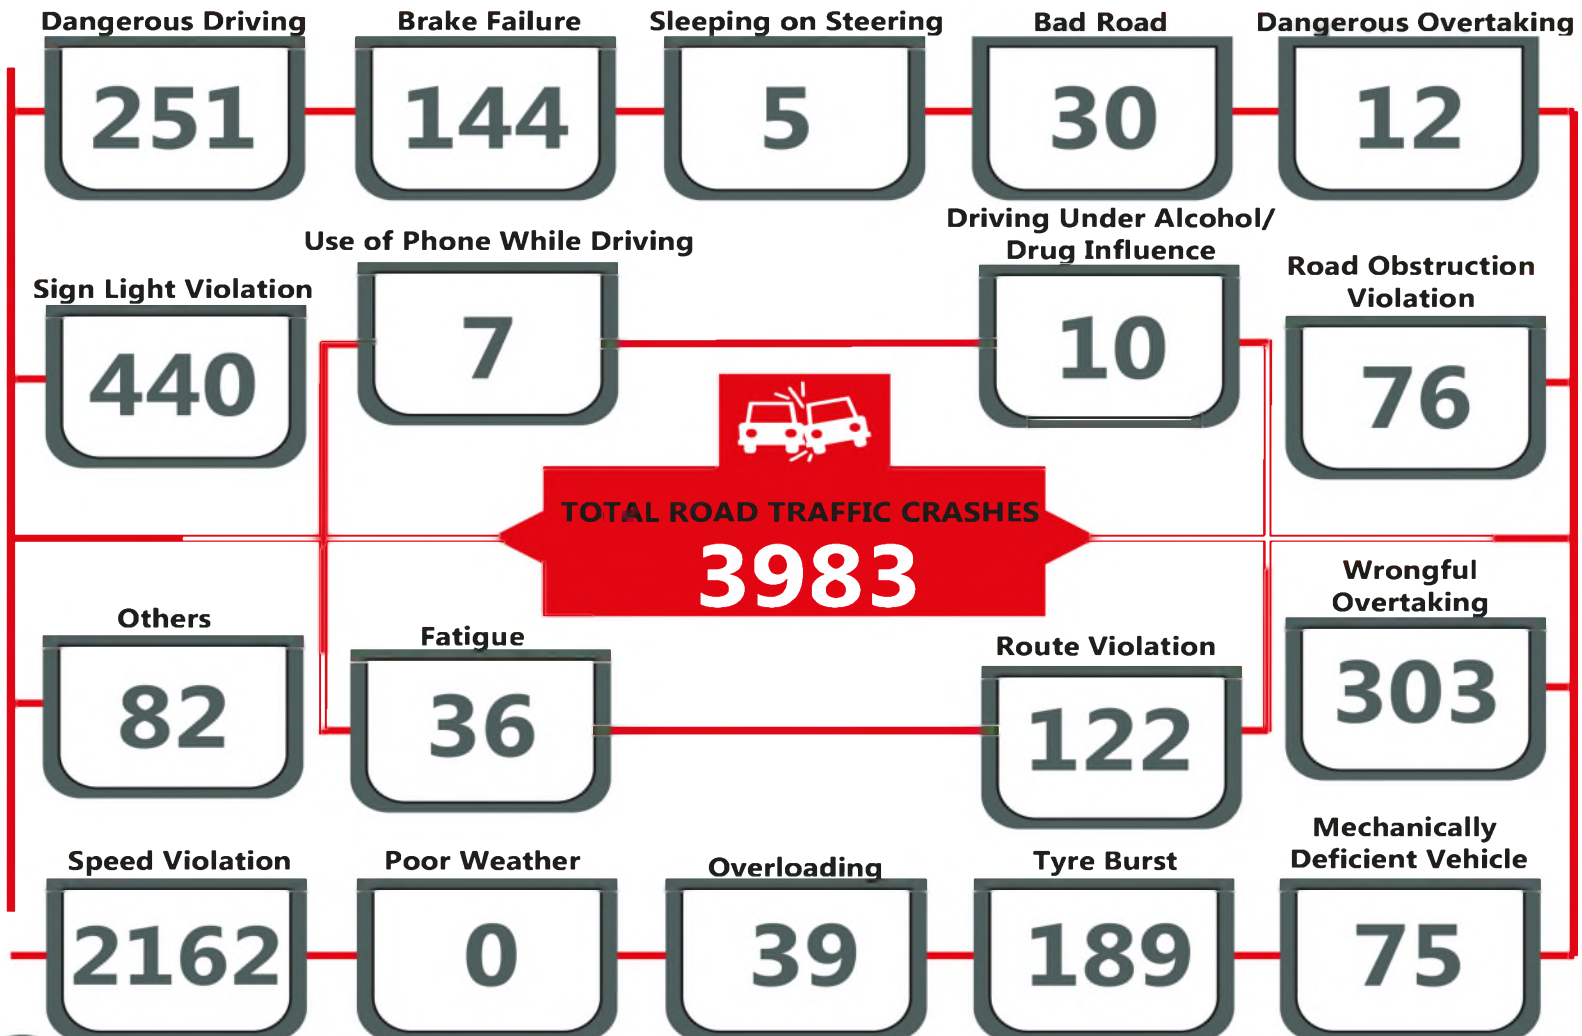 Dangerous Driving
251
Brake Failure
144
Sleeping on Steering
5
Bad Road
30
Dangerous Overtaking
12
Sign Light Violation
440
Use of Phone While Driving
7
Driving Under Alcohol/
Drug Influence
10
Road Obstruction
Violation
76
TOTAL ROAD TRAFFIC CRASHES
3983
Others
82
Fatigue
36
Route Violation
122
Wrongful
Overtaking
303
Speed Violation
2162
Poor Weather
0
Overloading
39
Tyre Burst
189
Mechanically
Deficient Vehicle
75